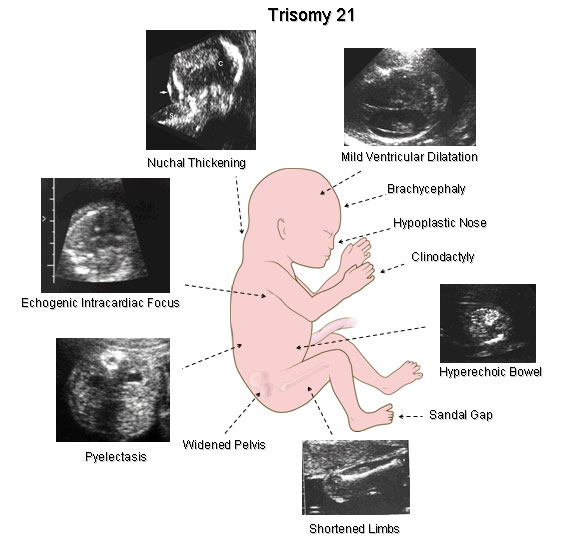 Trisomy 21
C
Nuchal Thickening
Mild Ventricular Dilatation
Brachycephaly
Hypoplastic Nose
Clinodactyly
Echogenic Intracardiac Focus
Hyperechoic Bowel
Sandal Gap
Widened Pelvis
Pyelectasis
Shortened Limbs